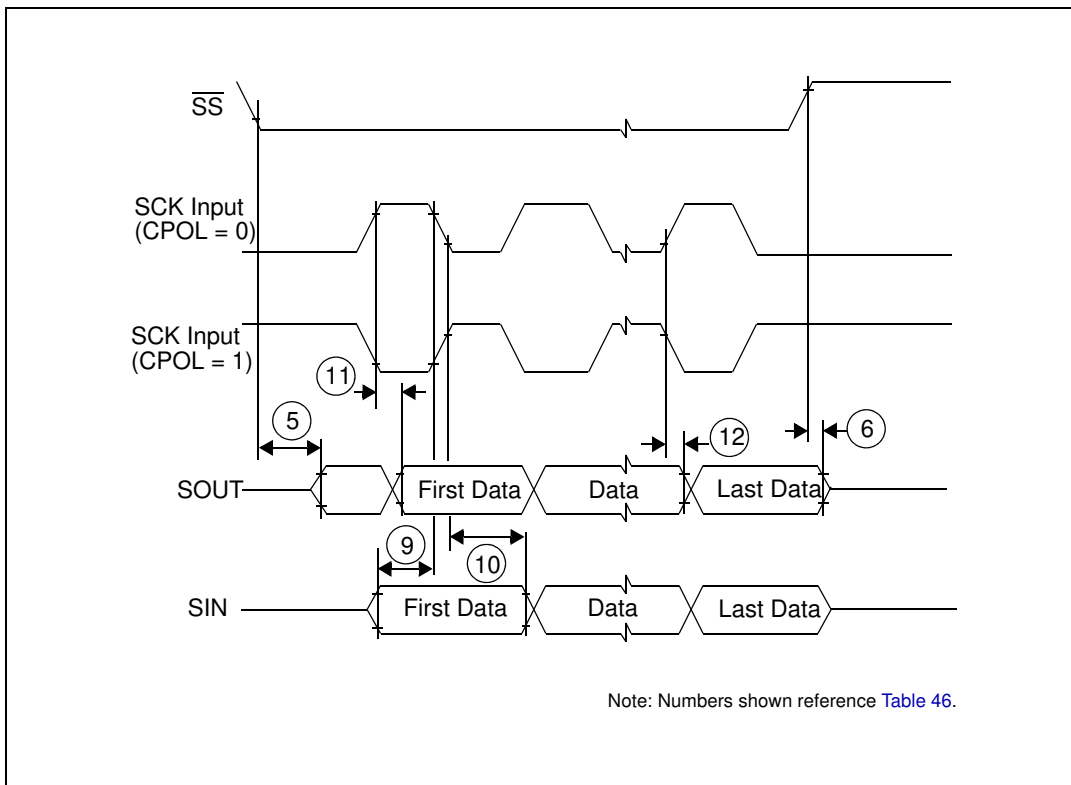 SS
SCK Input
(CPOL = 0)
SCK Input
(CPOL = 1)
11
5
12
6
SOUT
First Data
Data
Last Data
9
10
SIN
First Data
Data
Last Data
Note: Numbers shown reference Table 46.